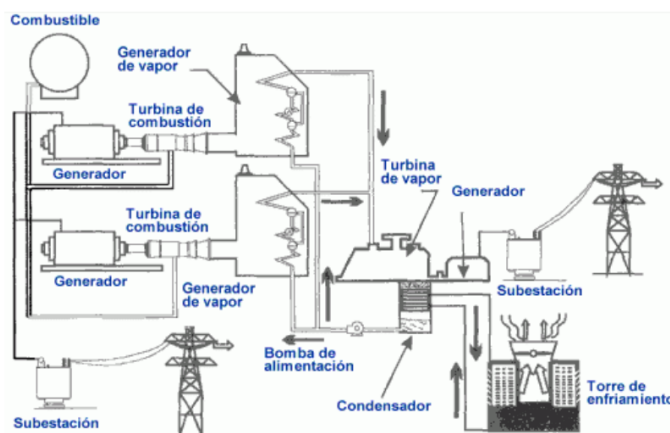 Combustible
Generador
de vapor
Turbina de
combustión
Generador
Turbina
de vapor
Generador
Turbina de
combustión
Generador
Generador
de vapor
Subestación
Bomba de
alimentación
Condensador
Torre de
enfriamiento
Subestación